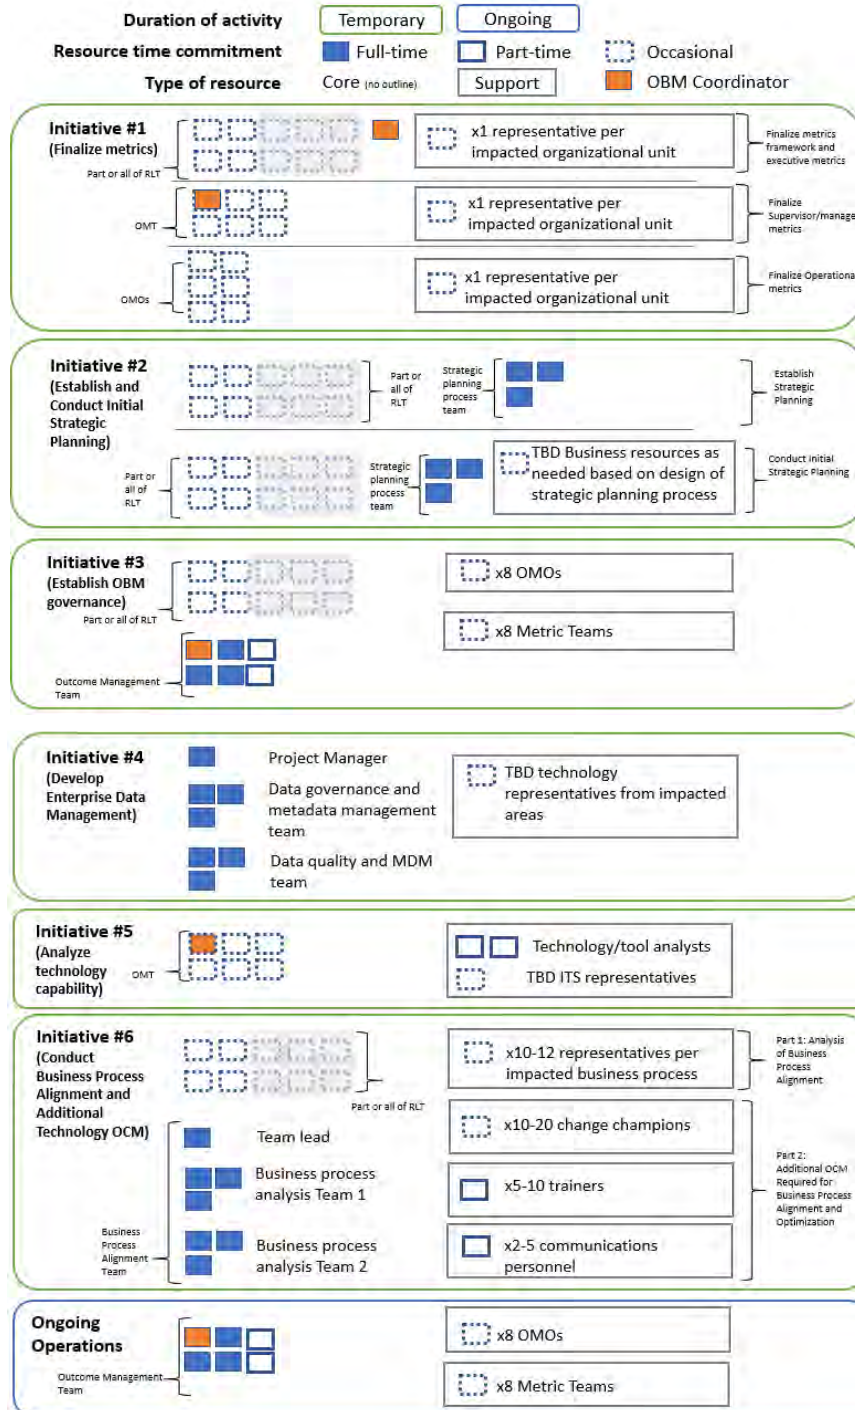 Duration of activity
Temporary
Ongoing
Resource time commitment
Full-time
Part-time
Occasional
Type of resource
Core (no outline)
Support
OBM Coordinator
Initiative #1
(Finalize metrics)
Part or all of RLT
x1 representative per
impacted organizational unit
Finalize metrics
framework and
executive metrics
OMT
x1 representative per
impacted organizational unit
Finalize
Supervisor/manage
metrics
OMOs
x1 representative per
impacted organizational unit
Finalize Operational
metrics
Initiative #2
(Establish and
Conduct Initial
Strategic
Planning)
Part or
all of
RLT
Strategic
planning
process
team
Establish
Strategic
Planning
Part or
all of
RLT
Strategic
planning
process
team
TBD Business resources as
needed based on design of
strategic planning process
Conduct Initial
Strategic Planning
Initiative #3
(Establish OBM
governance)
Part or all of RLT
x8 OMOs
x8 Metric Teams
Outcome Management
Team
Initiative #4
(Develop
Enterprise Data
Management)
Project Manager
Data governance and
metadata management
team
Data quality and MDM
team
TBD technology
representatives from impacted
areas
Initiative #5
(Analyze
technology
capability)
OMT
Technology/tool analysts
TBD ITS representatives
Initiative #6
(Conduct
Business Process
Alignment and
Additional
Technology OCM)
Part or all of RLT
x10-12 representatives per
impacted business process
Part 1: Analysis
of Business
Process
Alignment
Team lead
Business process
analysis Team 1
Business process
analysis Team 2
Business
Process
Alignment
Team
x10-20 change champions
x5-10 trainers
x2-5 communications
personnel
Part 2:
Additional OCM
Required for
Business Process
Alignment and
Optimization
Ongoing
Operations
Outcome Management
Team
x8 OMOs
x8 Metric Teams